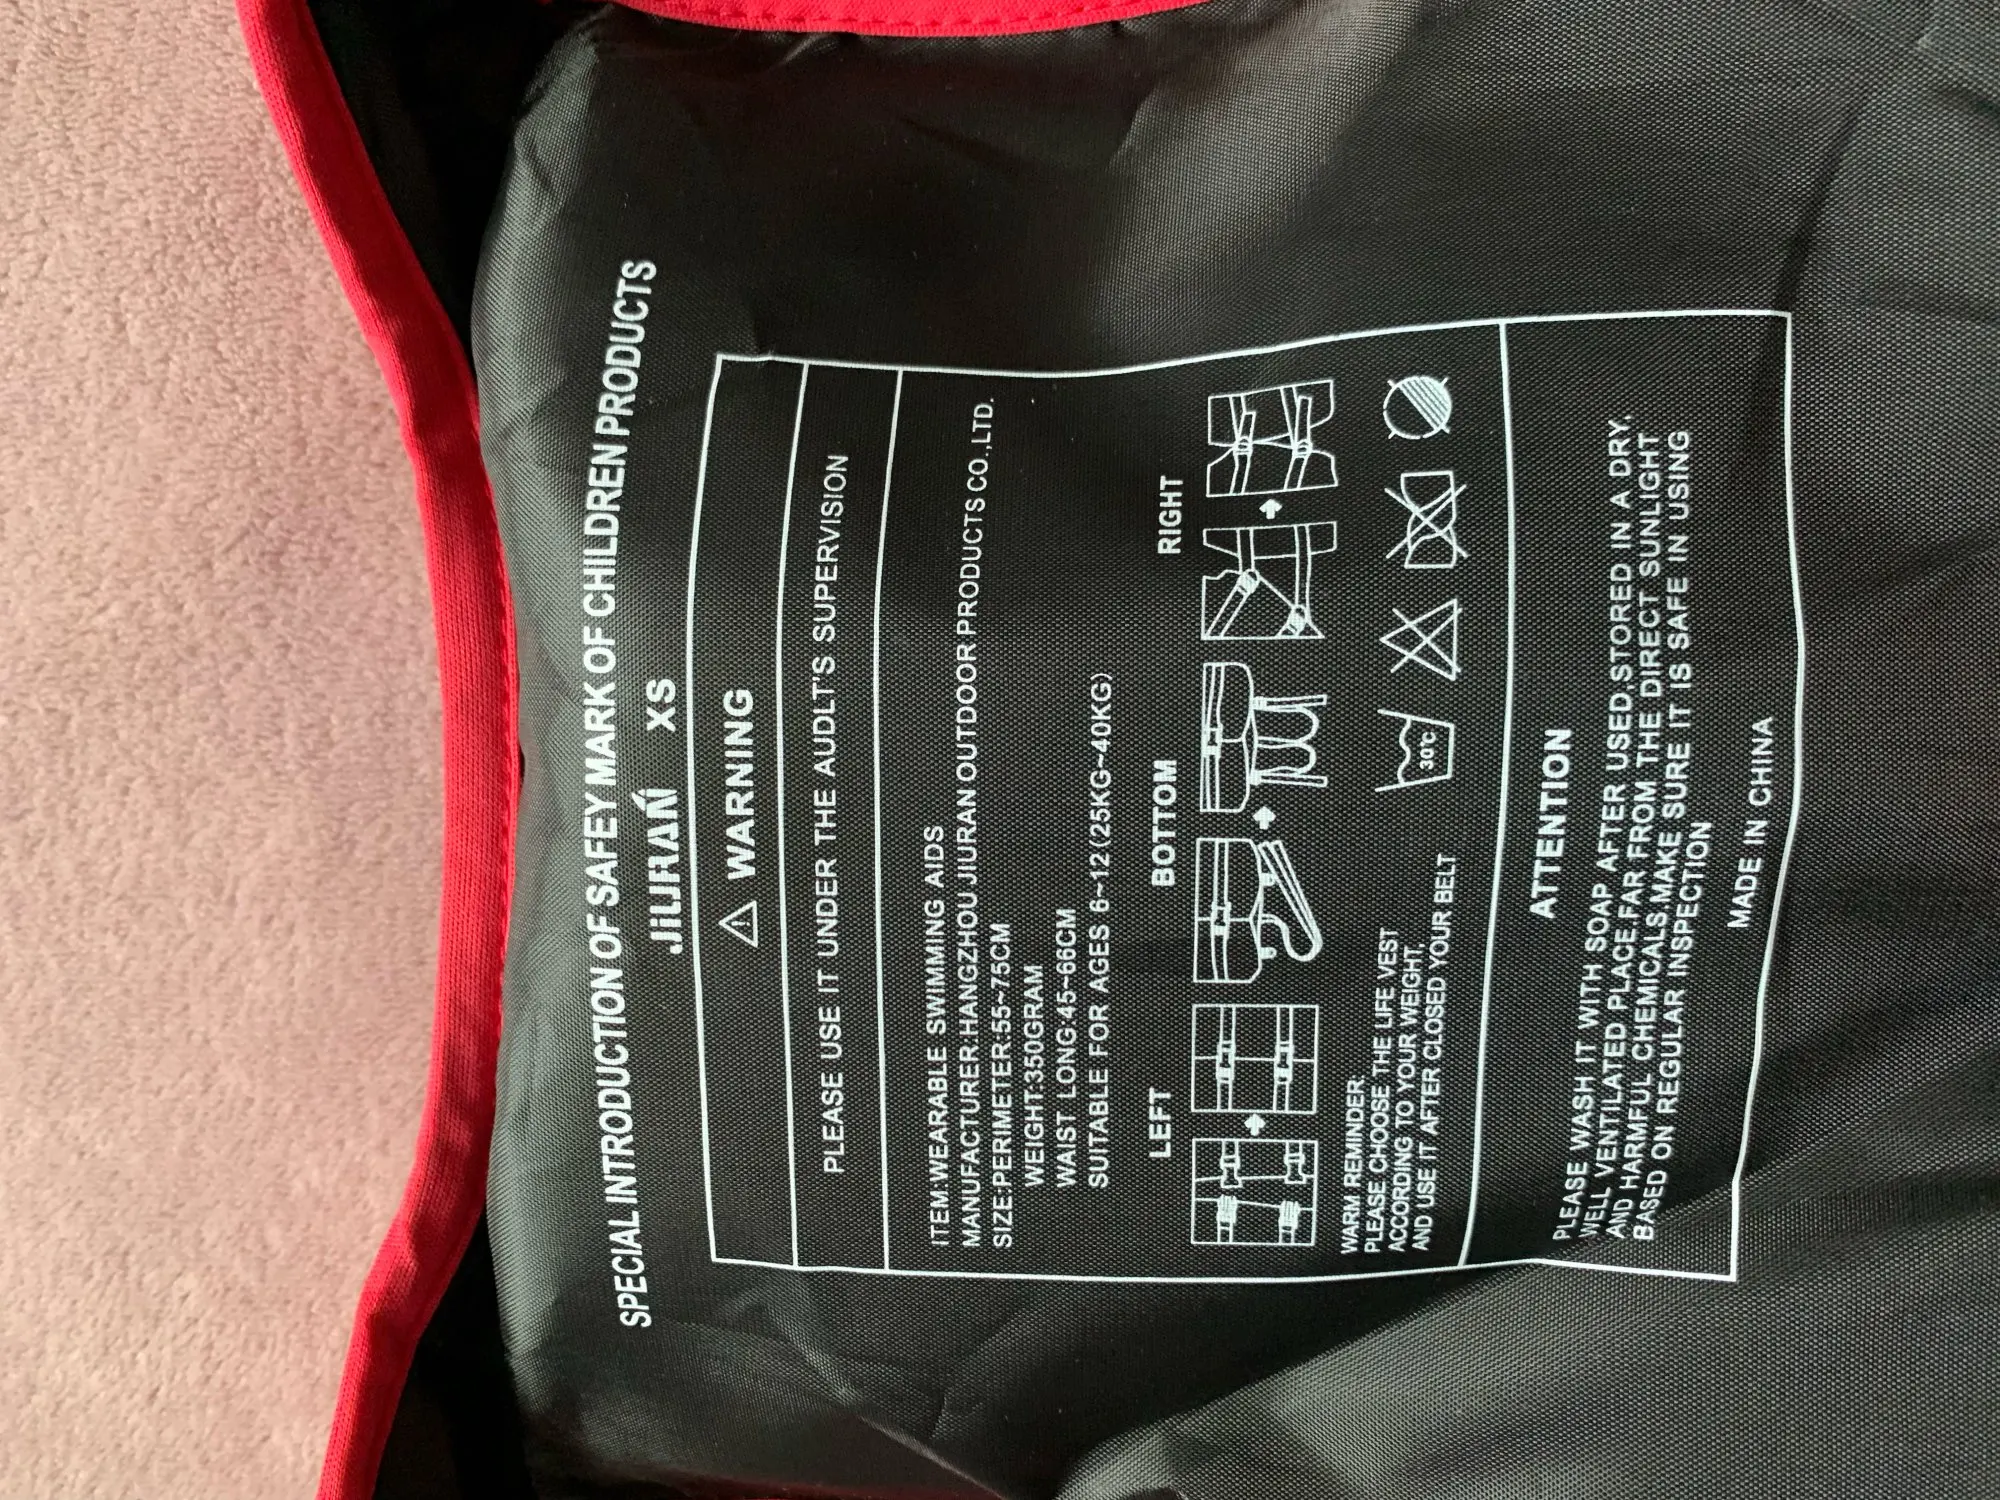 SPECIAL INTRODUCTION OF SAFEY MARK OF CHILDREN PRODUCTS
JIURAN XS
WARNING
PLEASE USE IT UNDER THE AUDLT'S SUPERVISION
ITEM:WEARABLE SWIMMING AIDS
MANUFACTURER:HANGZHOU JIURAN OUTDOOR PRODUCTS CO.,LTD.
SIZE:PERIMETER:55~75CM
WEIGHT:350GRAM
WAIST LONG:45~66CM
SUITABLE FOR AGES 6~12(25KG~40KG)
LEFT BOTTOM RIGHT
WARM REMINDER:
PLEASE CHOOSE THE LIFE VEST
ACCORDING TO YOUR WEIGHT,
AND USE IT AFTER CLOSED YOUR BELT
30℃
ATTENTION
PLEASE WASH IT WITH SOAP AFTER USED,STORED IN A DRY,
WELL VENTILATED PLACE,FAR FROM THE DIRECT SUNLIGHT
AND HARMFUL CHEMICALS,MAKE SURE IT IS SAFE IN USING
BASED ON REGULAR INSPECTION
MADE IN CHINA